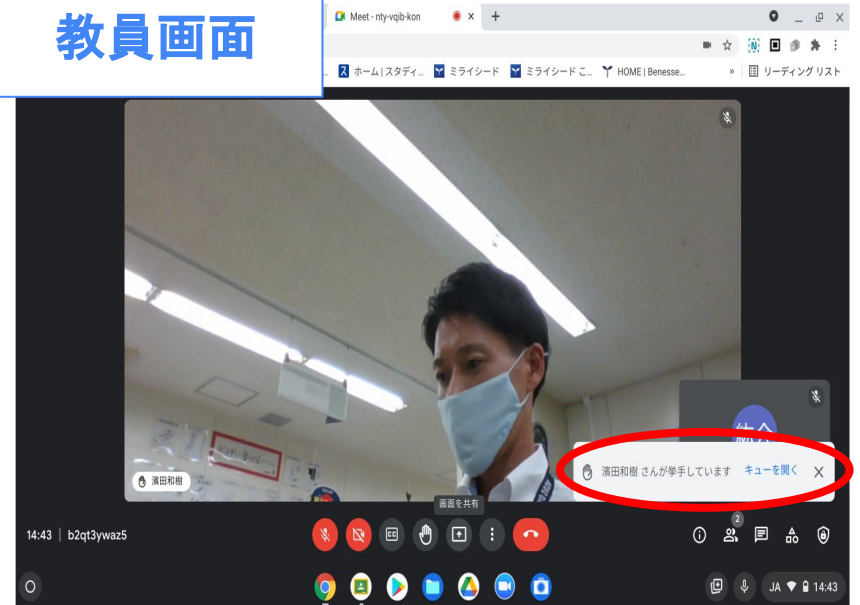 教員画面
Meet - nty-vqib-kon
ホーム | スタディ...
ミライシード
ミライシード こ...
HOME | Benesse...
»
リーディング リスト
濱田和樹
濱田和樹 さんが挙手しています
キューを開く
画面を共有
14:43 | b2qt3ywaz5
CC
2
JA
14:43